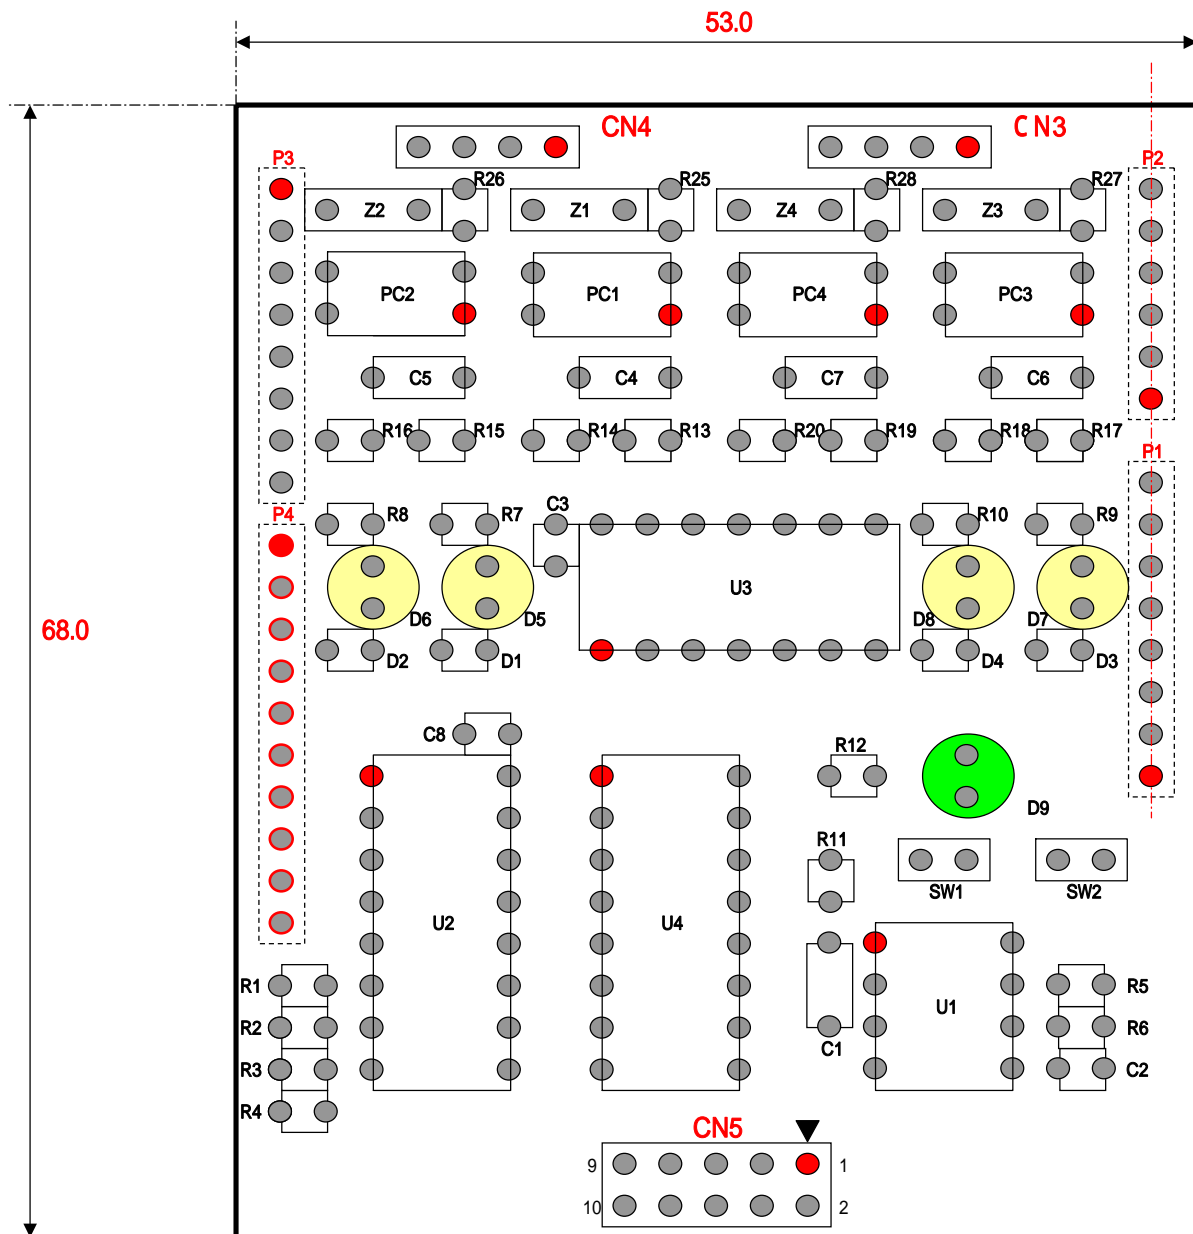 53.0
CN4 CN3
P3 P2
R26 R25 R28 R27
Z2 Z1 Z4 Z3
PC2 PC1 PC4 PC3
C5 C4 C7 C6
R16 R15 R14 R13 R20 R19 R18 R17
P1
P4
R8 R7 C3 R10 R9
U3
D6 D5 D8 D7
68.0
D2 D1 D4 D3
C8
R12
D9
R11
SW1 SW2
U2 U4
R1 R5
U1
R2 R6
C1
R3 C2
R4
CN5
9 1
10 2